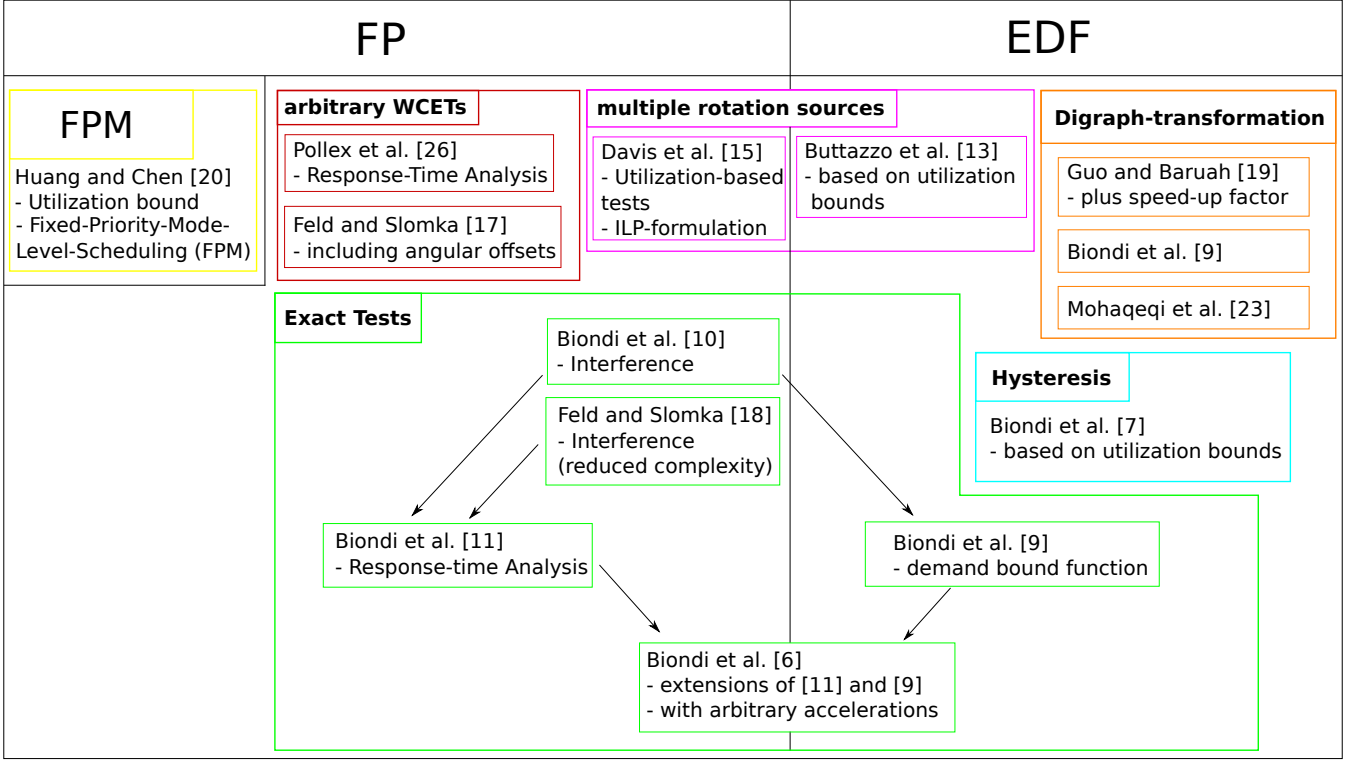 FP
EDF
FPM
Huang and Chen [20]
- Utilization bound
- Fixed-Priority-Mode-
Level-Scheduling (FPM)
arbitrary WCETs
Pollex et al. [26]
- Response-Time Analysis
Feld and Slomka [17]
- including angular offsets
multiple rotation sources
Davis et al. [15]
- Utilization-based
tests
- ILP-formulation
Buttazzo et al. [13]
- based on utilization
bounds
Digraph-transformation
Guo and Baruah [19]
- plus speed-up factor
Biondi et al. [9]
Mohaqeqi et al. [23]
Exact Tests
Biondi et al. [10]
- Interference
Feld and Slomka [18]
- Interference
(reduced complexity)
Hysteresis
Biondi et al. [7]
- based on utilization bounds
Biondi et al. [11]
- Response-time Analysis
Biondi et al. [9]
- demand bound function
Biondi et al. [6]
- extensions of [11] and [9]
- with arbitrary accelerations